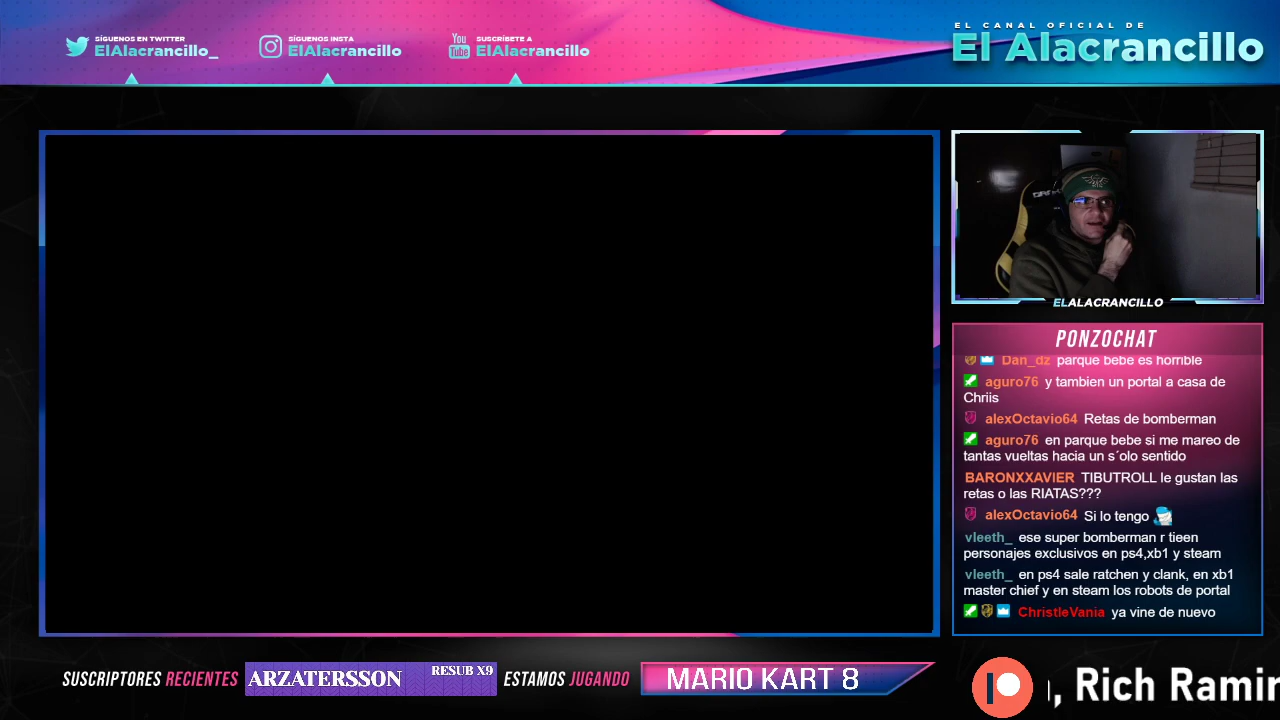 SÍGUENOS EN TWITTER
ElAlacrancillo_
SÍGUENOS INSTA
ElAlacrancillo
You
Tube
SUSCRÍBETE A
ElAlacrancillo
EL CANAL OFICIAL DE
El Alacrancillo
ELALACRANCILLO
PONZOCHAT
Dan_dz parque bebe es horrible
aguro76 y tambien un portal a casa de
Chriis
alexOctavio64 Retas de bomberman
aguro76 en parque bebe si me mareo de
tantas vueltas hacia un s´olo sentido
BARONXXAVIER TIBUTROLL le gustan las
retas o las RIATAS???
alexOctavio64 Si lo tengo
vleeth_ ese super bomberman r tieen
personajes exclusivos en ps4,xb1 y steam
vleeth_ en ps4 sale ratchen y clank, en xb1
master chief y en steam los robots de portal
ChristleVania ya vine de nuevo
SUSCRIPTORES RECIENTES
ARZATERSSON
RESUB X9
ESTAMOS JUGANDO
MARIO KART 8
, Rich Ramir